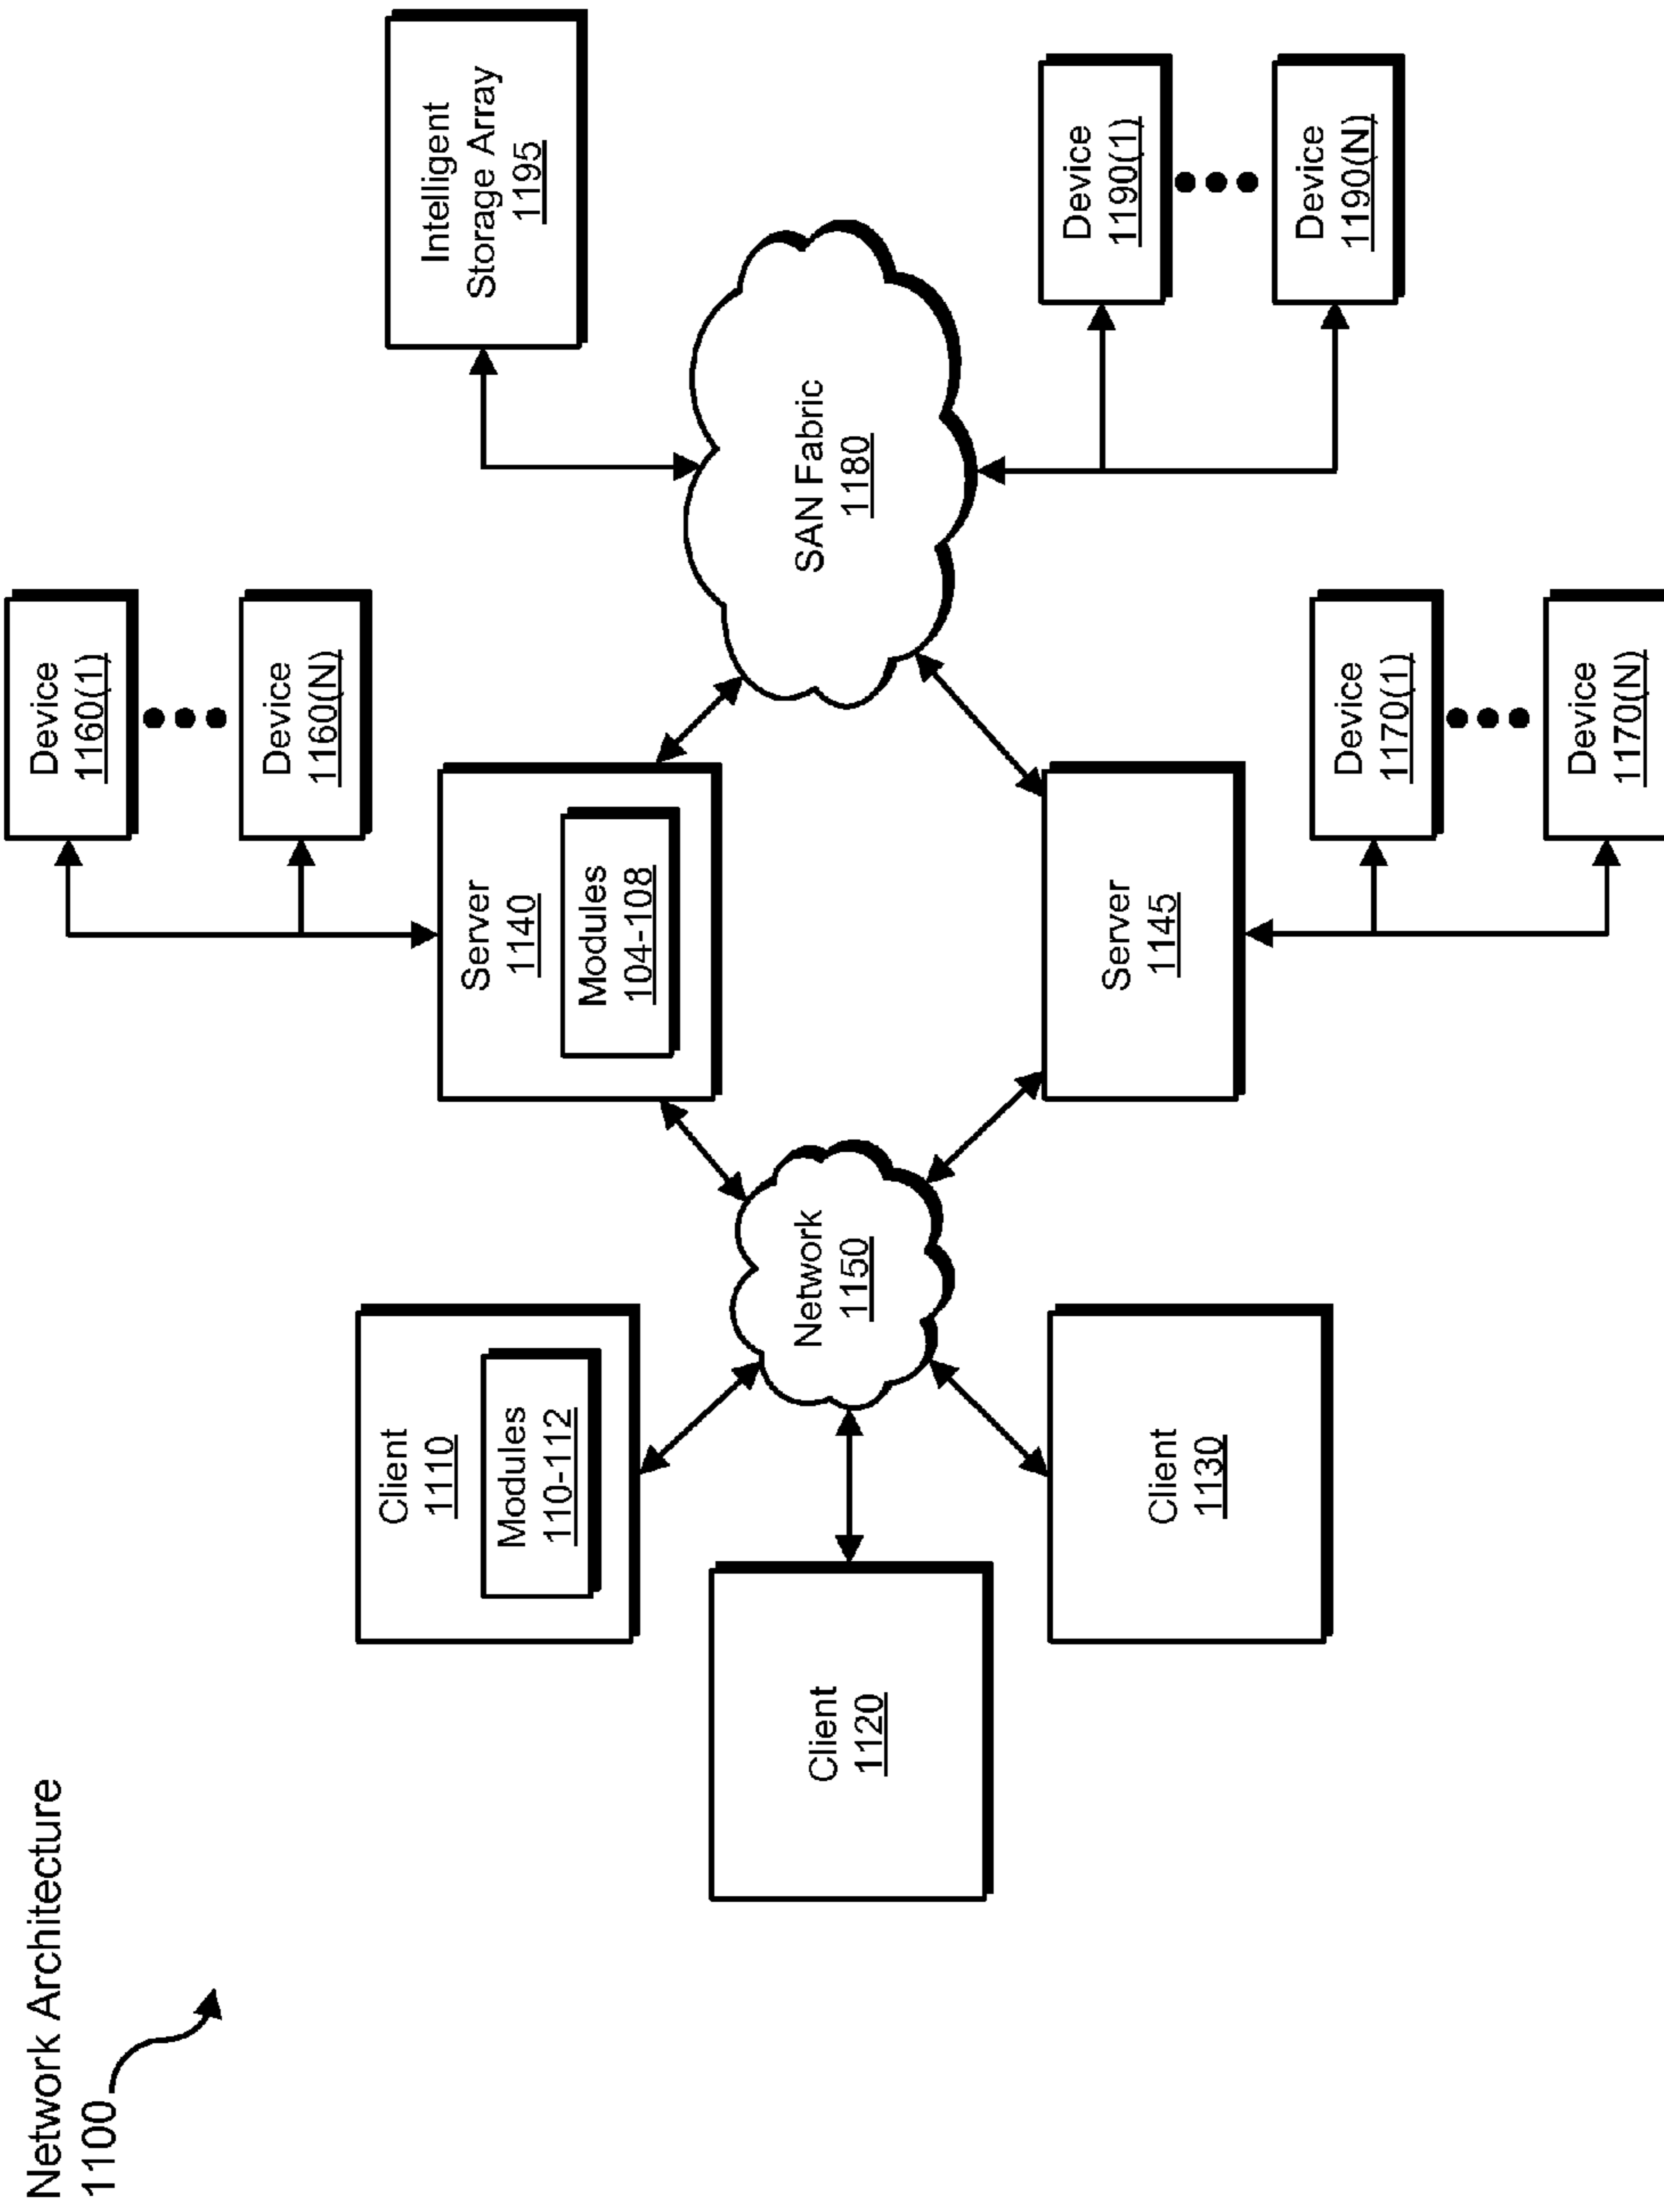 Network Architecture
1100
Device
1160(1)
Device
1160(N)
Intelligent
Storage Array
1195
Client
1110
Modules
110-112
Server
1140
Modules
104-108
Client
1120
Network
1150
SAN Fabric
1180
Client
1130
Server
1145
Device
1190(1)
Device
1190(N)
Device
1170(1)
Device
1170(N)